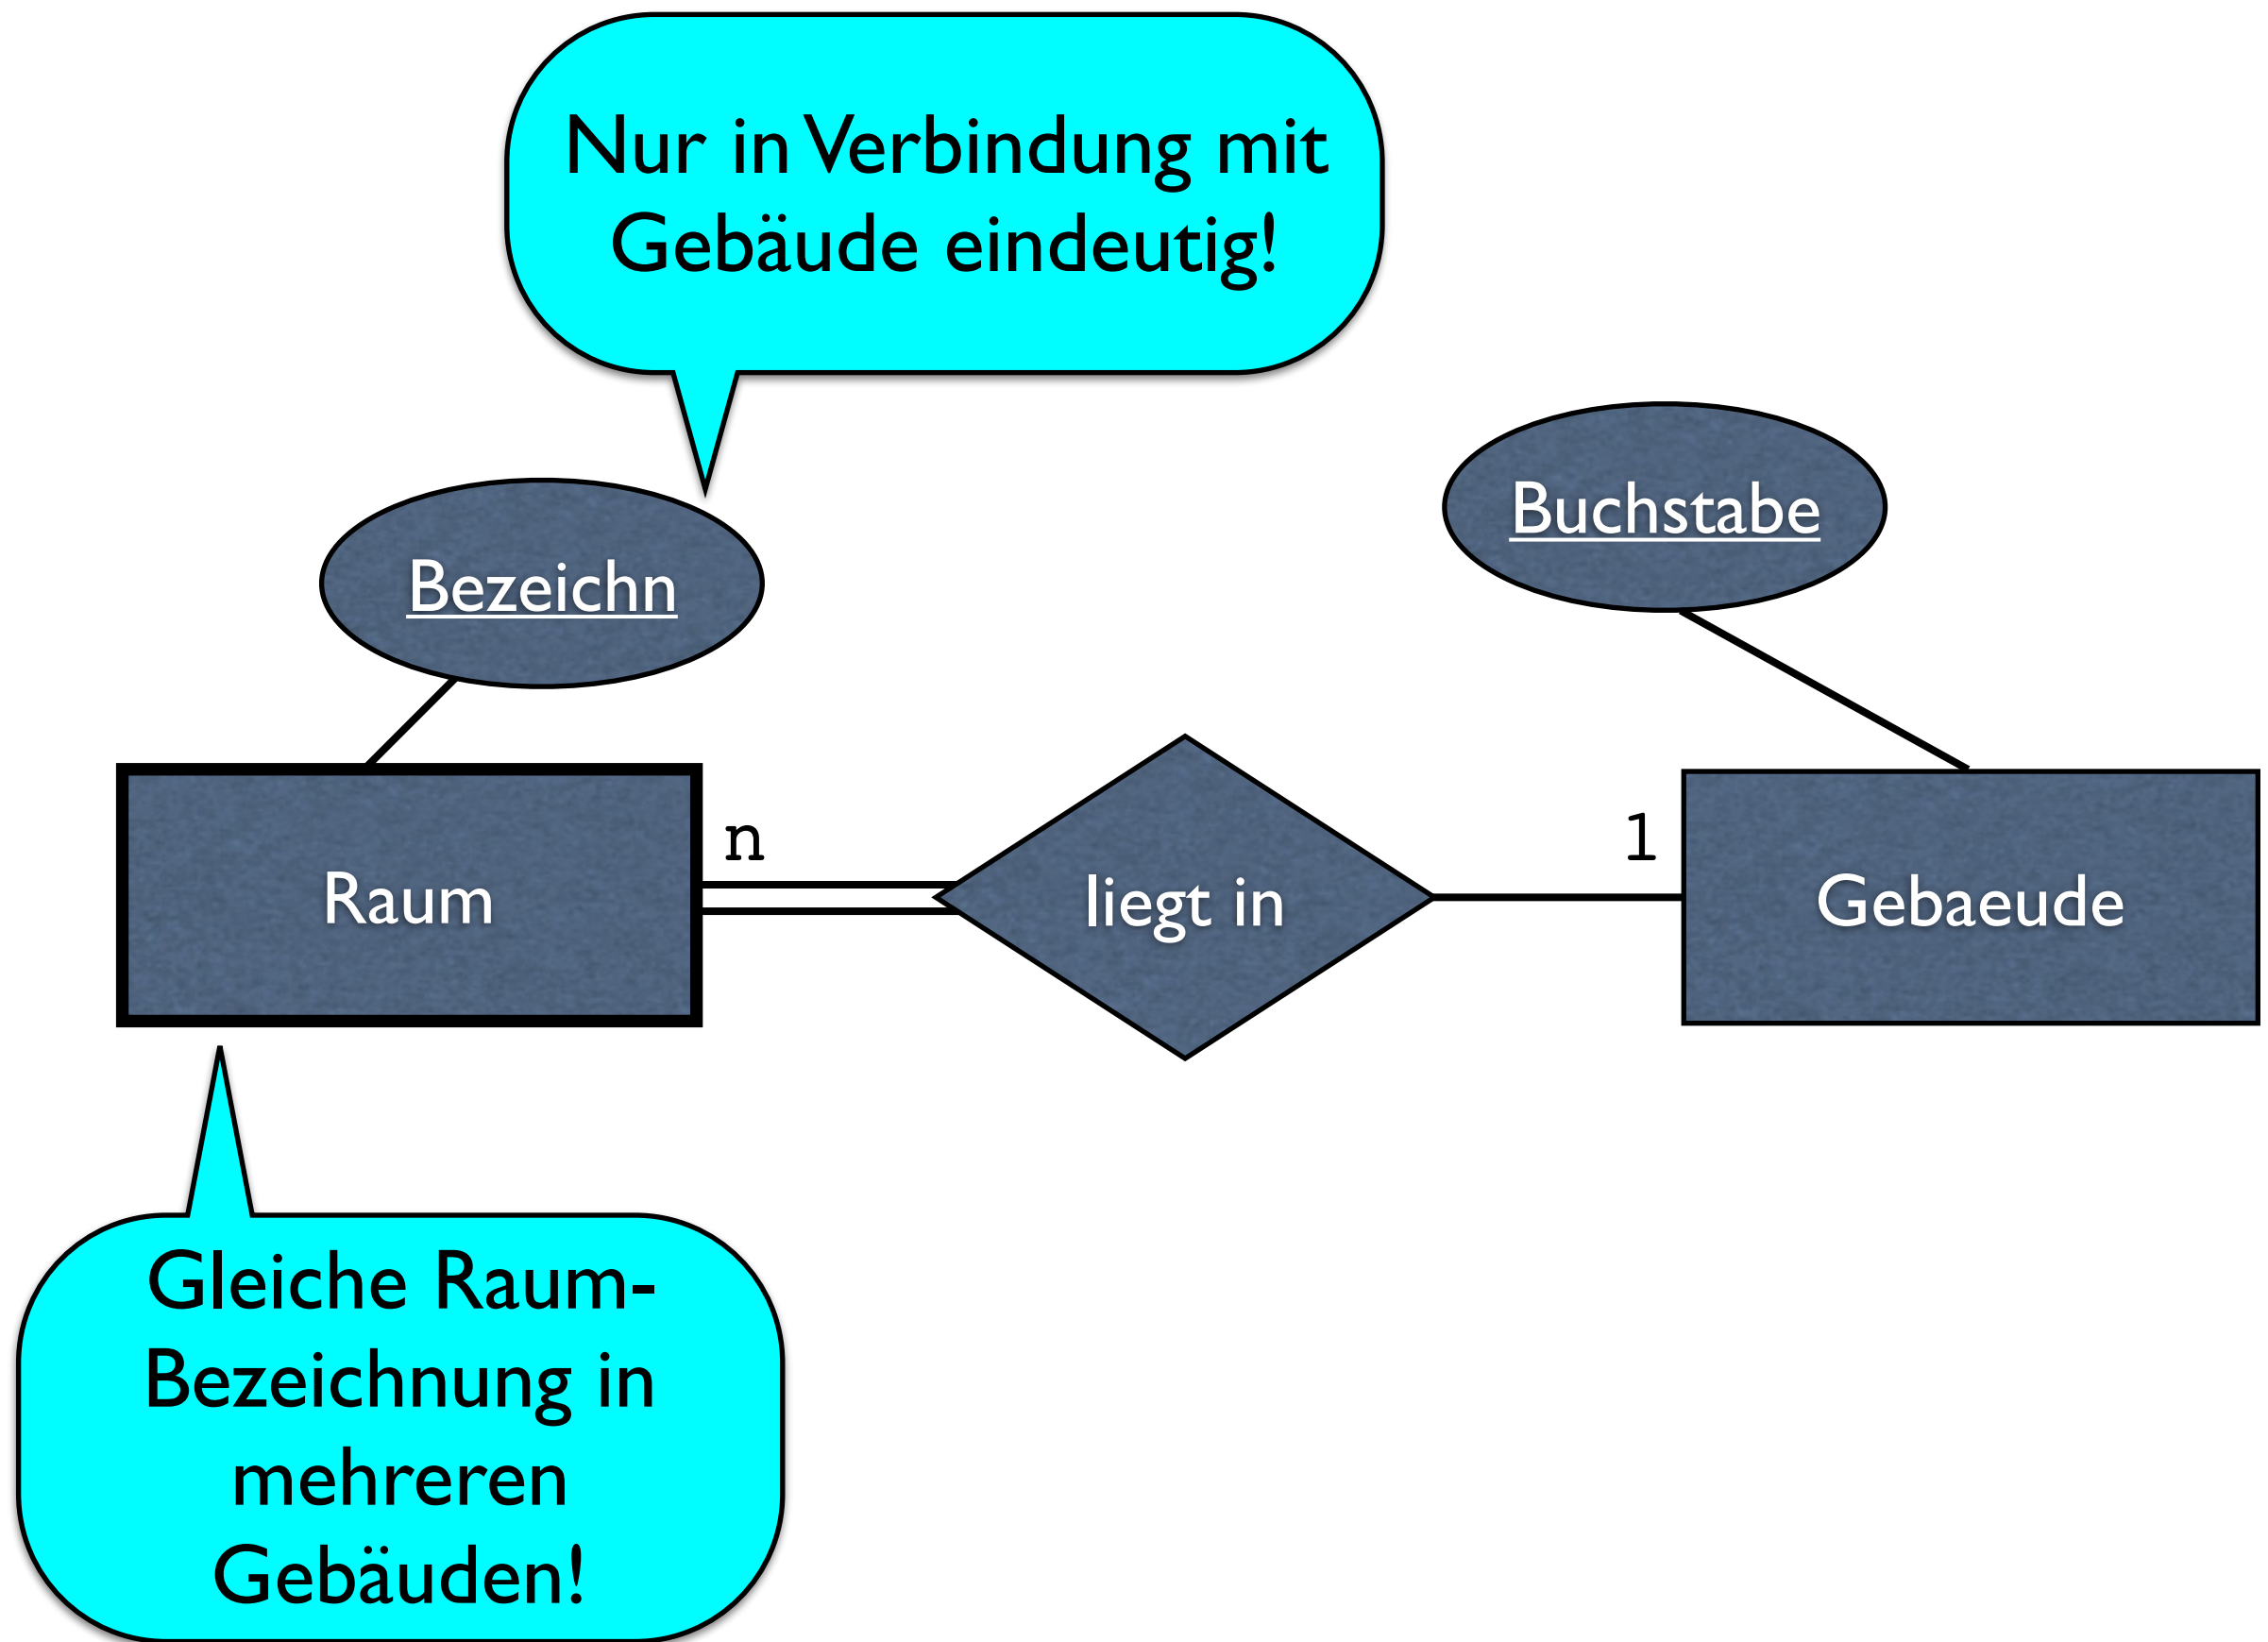 Nur in Verbindung mit
Gebäude eindeutig!
Buchstabe
Bezeichn
n
1
Raum
liegt in
Gebaeude
Gleiche Raum-
Bezeichnung in
mehreren
Gebäuden!